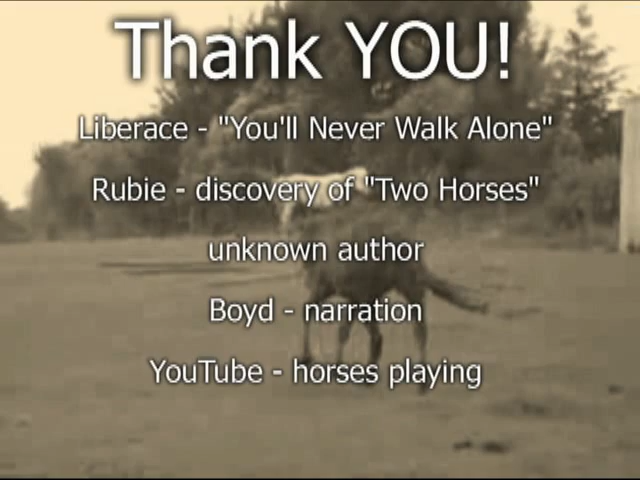 Thank YOU!
Liberace - "You'll Never Walk Alone"
Rubie - discovery of "Two Horses"
unknown author
Boyd - narration
YouTube - horses playing